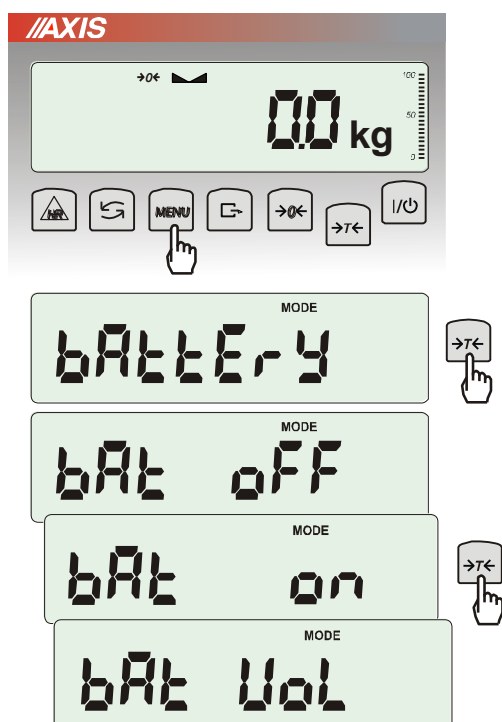 //AXIS
→0← 100
0.0 kg 50
0
HR MENU →0← →T← I/⏻
MODE
bAttErY →T←
MODE
bAt oFF
MODE
bAt on →T←
MODE
bAt UoL